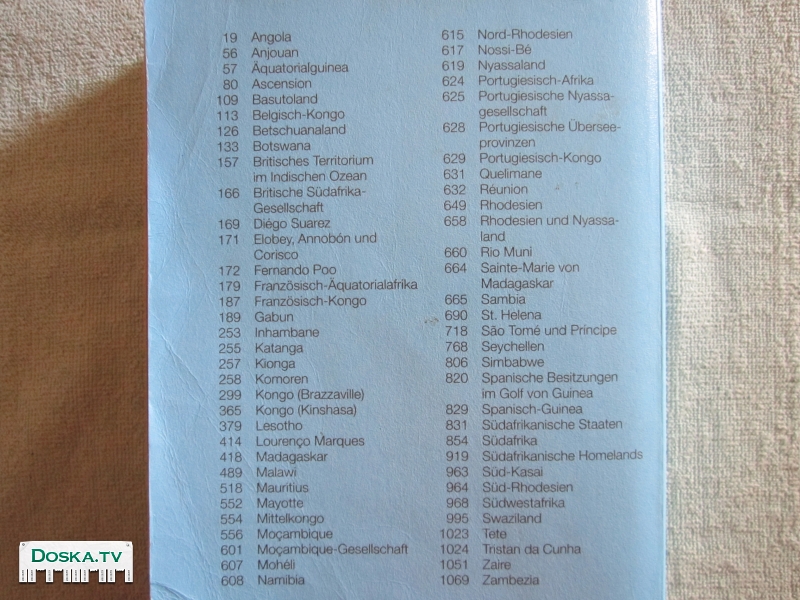 19 Angola
56 Anjouan
57 Äquatorialguinea
80 Ascension
109 Basutoland
113 Belgisch-Kongo
126 Betschuanaland
133 Botswana
157 Britisches Territorium
im Indischen Ozean
166 Britische Südafrika-
Gesellschaft
169 Diégo Suarez
171 Elobey, Annobón und
Corisco
172 Fernando Poo
179 Französisch-Äquatorialafrika
187 Französisch-Kongo
189 Gabun
253 Inhambane
255 Katanga
257 Kionga
258 Komoren
299 Kongo (Brazzaville)
365 Kongo (Kinshasa)
379 Lesotho
414 Lourenço Marques
418 Madagaskar
489 Malawi
518 Mauritius
552 Mayotte
554 Mittelkongo
556 Moçambique
601 Moçambique-Gesellschaft
607 Mohéli
608 Namibia
615 Nord-Rhodesien
617 Nossi-Bé
619 Nyassaland
624 Portugiesisch-Afrika
625 Portugiesische Nyassa-
gesellschaft
628 Portugiesische Übersee-
provinzen
629 Portugiesisch-Kongo
631 Quelimane
632 Réunion
649 Rhodesien
658 Rhodesien und Nyassa-
land
660 Rio Muni
664 Sainte-Marie von
Madagaskar
665 Sambia
690 St. Helena
718 São Tomé und Principe
768 Seychellen
806 Simbabwe
820 Spanische Besitzungen
im Golf von Guinea
829 Spanisch-Guinea
831 Südafrikanische Staaten
854 Südafrika
919 Südafrikanische Homelands
963 Süd-Kasai
964 Süd-Rhodesien
968 Südwestafrika
995 Swaziland
1023 Tete
1024 Tristan da Cunha
1051 Zaire
1069 Zambezia
DOSKA.TV